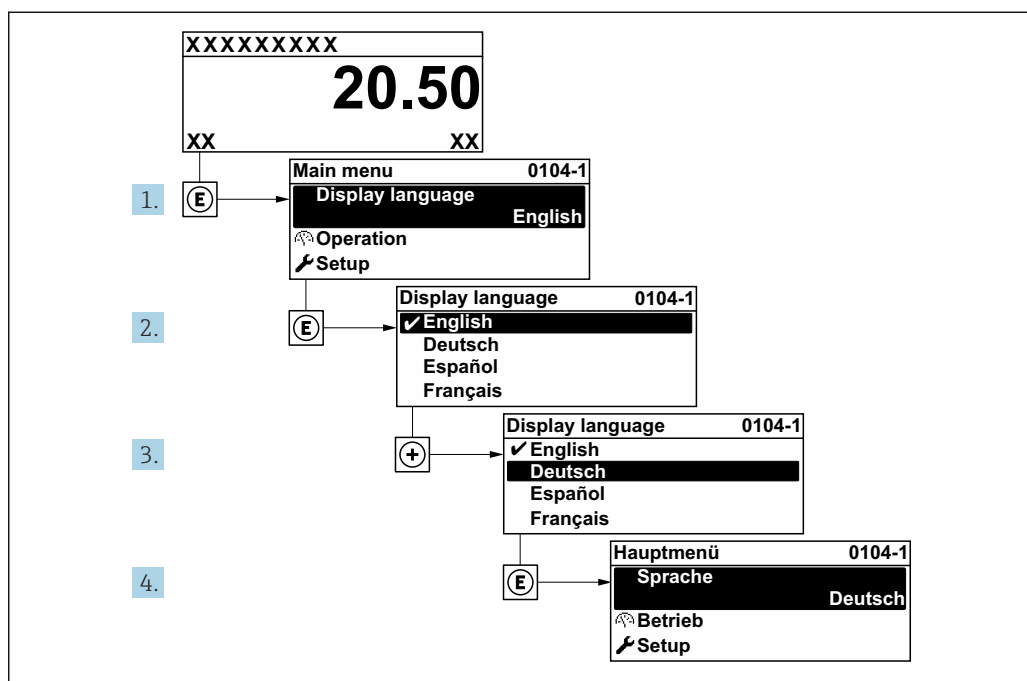 XXXXXXXXX
20.50
XX XX
1. E
Main menu 0104-1
Display language
English
Operation
Setup
2. E
Display language 0104-1
✔ English
Deutsch
Español
Français
3. +
Display language 0104-1
✔ English
Deutsch
Español
Français
4. E
Hauptmenü 0104-1
Sprache
Deutsch
Betrieb
Setup